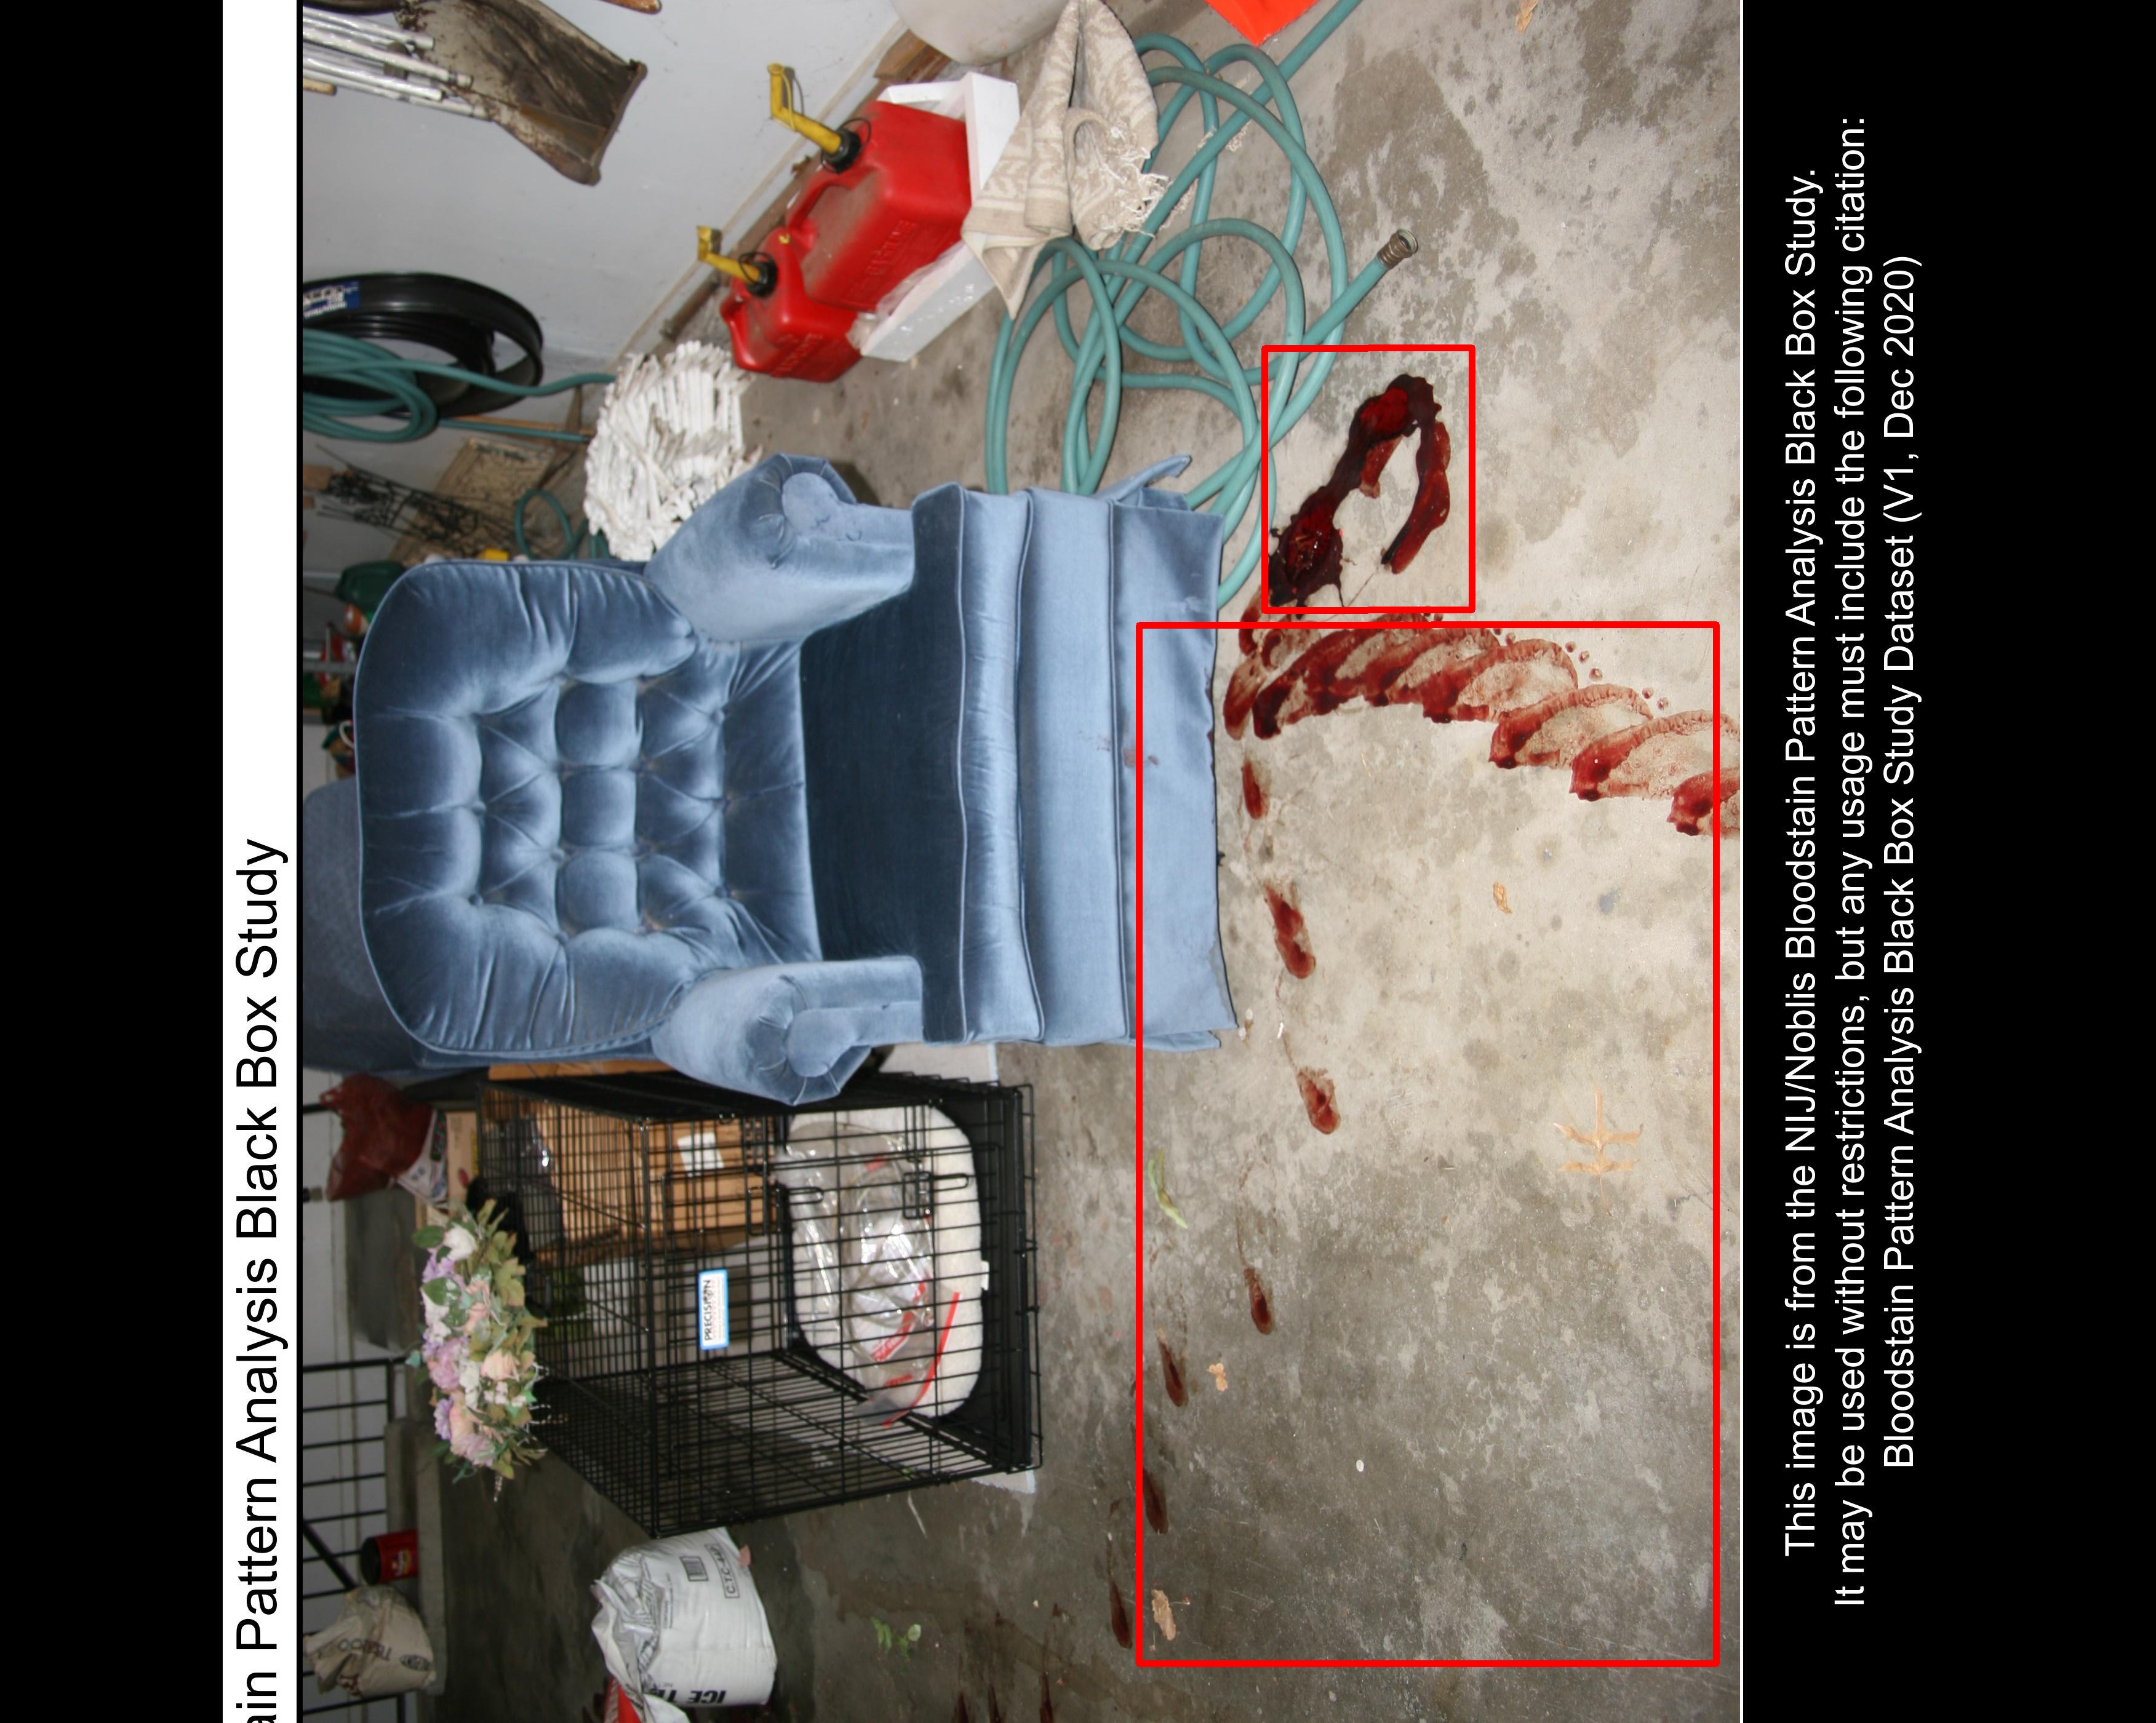 ain Pattern Analysis Black Box Study
PRECISION
ICE
This image is from the NIJ/Noblis Bloodstain Pattern Analysis Black Box Study.
It may be used without restrictions, but any usage must include the following citation:
Bloodstain Pattern Analysis Black Box Study Dataset (V1, Dec 2020)